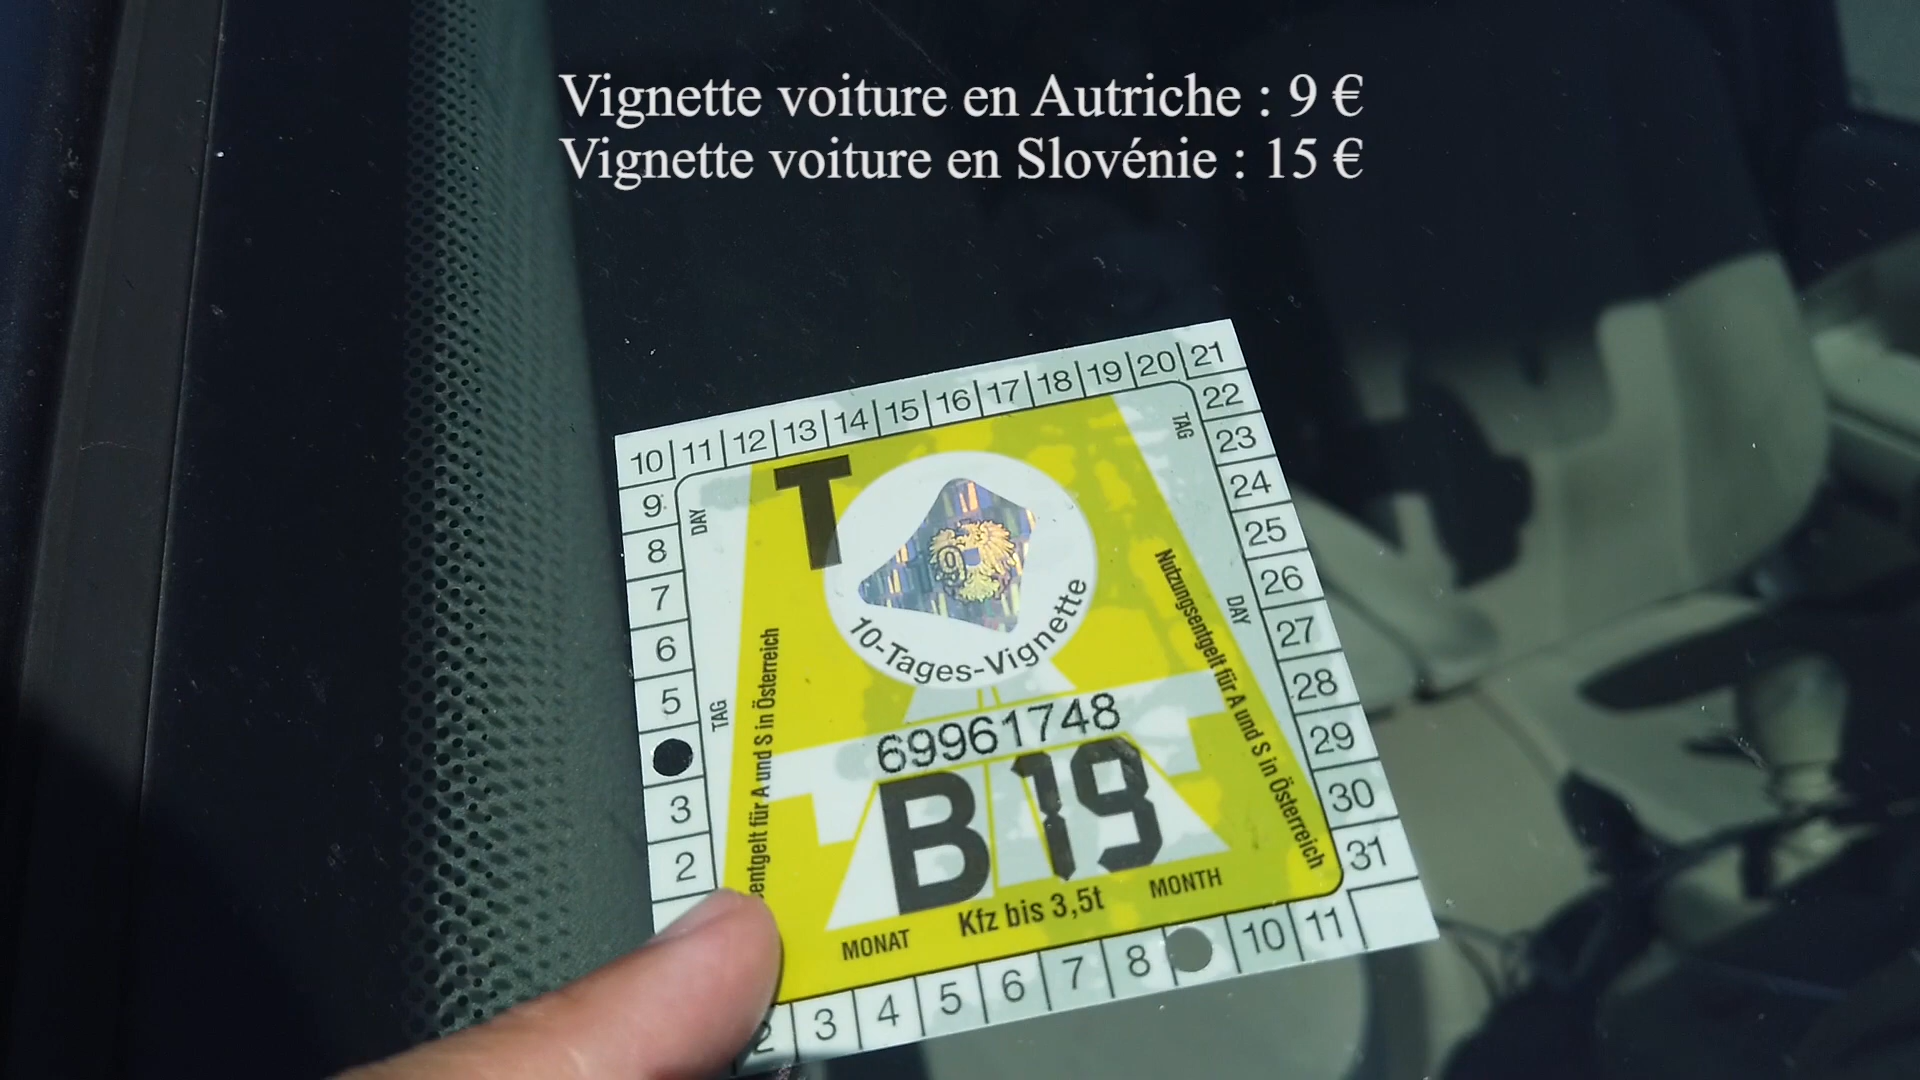 Vignette voiture en Autriche : 9 €
Vignette voiture en Slovénie : 15 €
10 11 12 13 14 15 16 17 18 19 20 21
22
23
24
25
26
27
28
29
30
31
9
8
7
6
5
3
2
DAY
TAG
TAG
DAY
T
9
10-Tages-Vignette
entgelt für A und S in Österreich
Nutzungsentgelt für A und S in Österreich
69961748
B 19
MONAT Kfz bis 3,5t MONTH
2 3 4 5 6 7 8 10 11